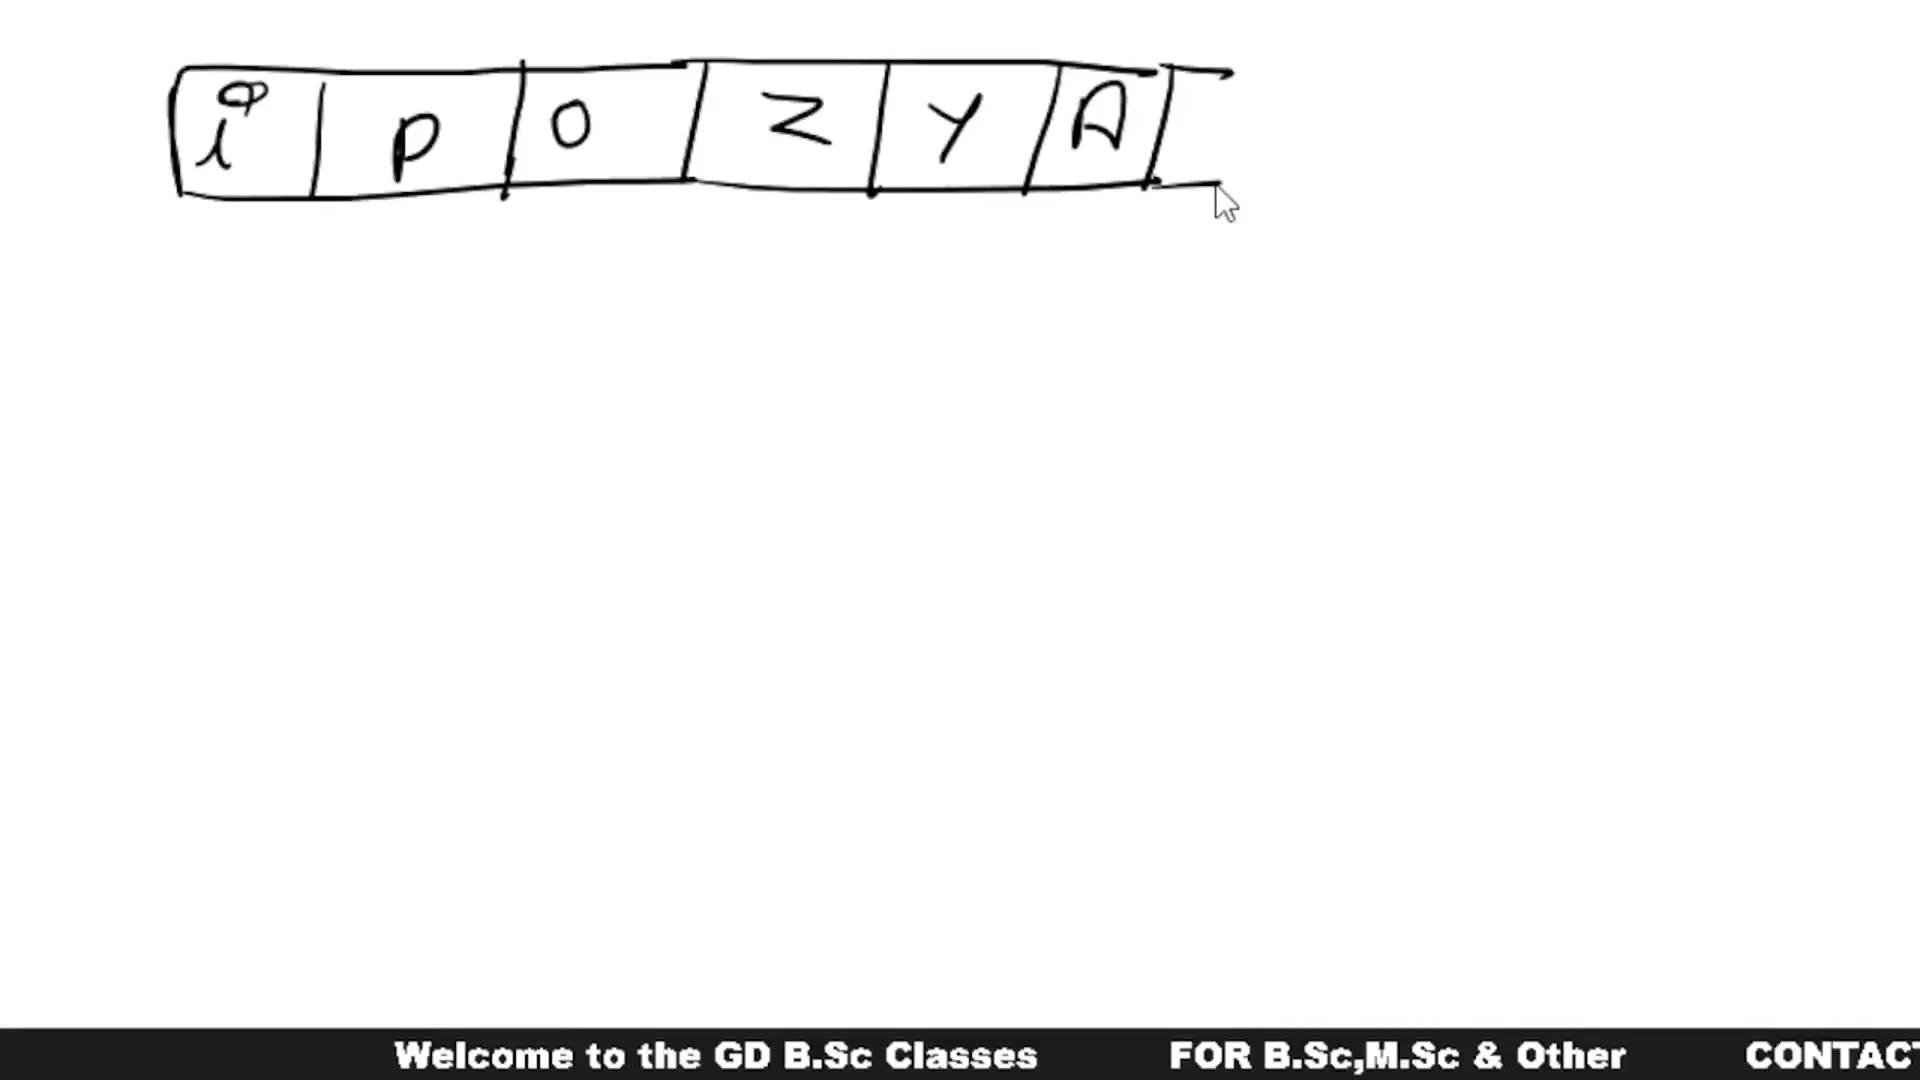 i P O Z Y A
Welcome to the GD B.Sc Classes FOR B.Sc,M.Sc & Other CONTACT